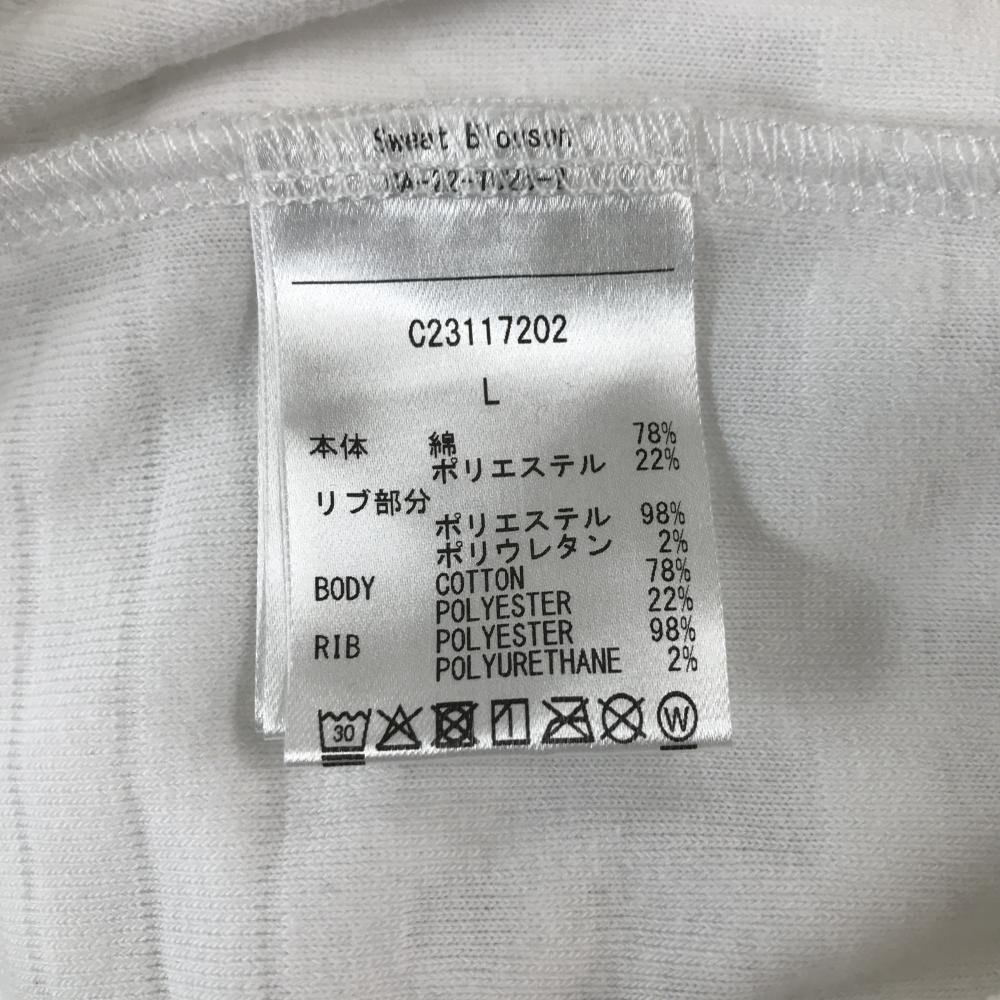 Sweat Blouson
C23117202
L
本体 綿 78%
ポリエステル 22%
リブ部分
ポリエステル 98%
ポリウレタン 2%
BODY COTTON 78%
POLYESTER 22%
RIB POLYESTER 98%
POLYURETHANE 2%
30 W